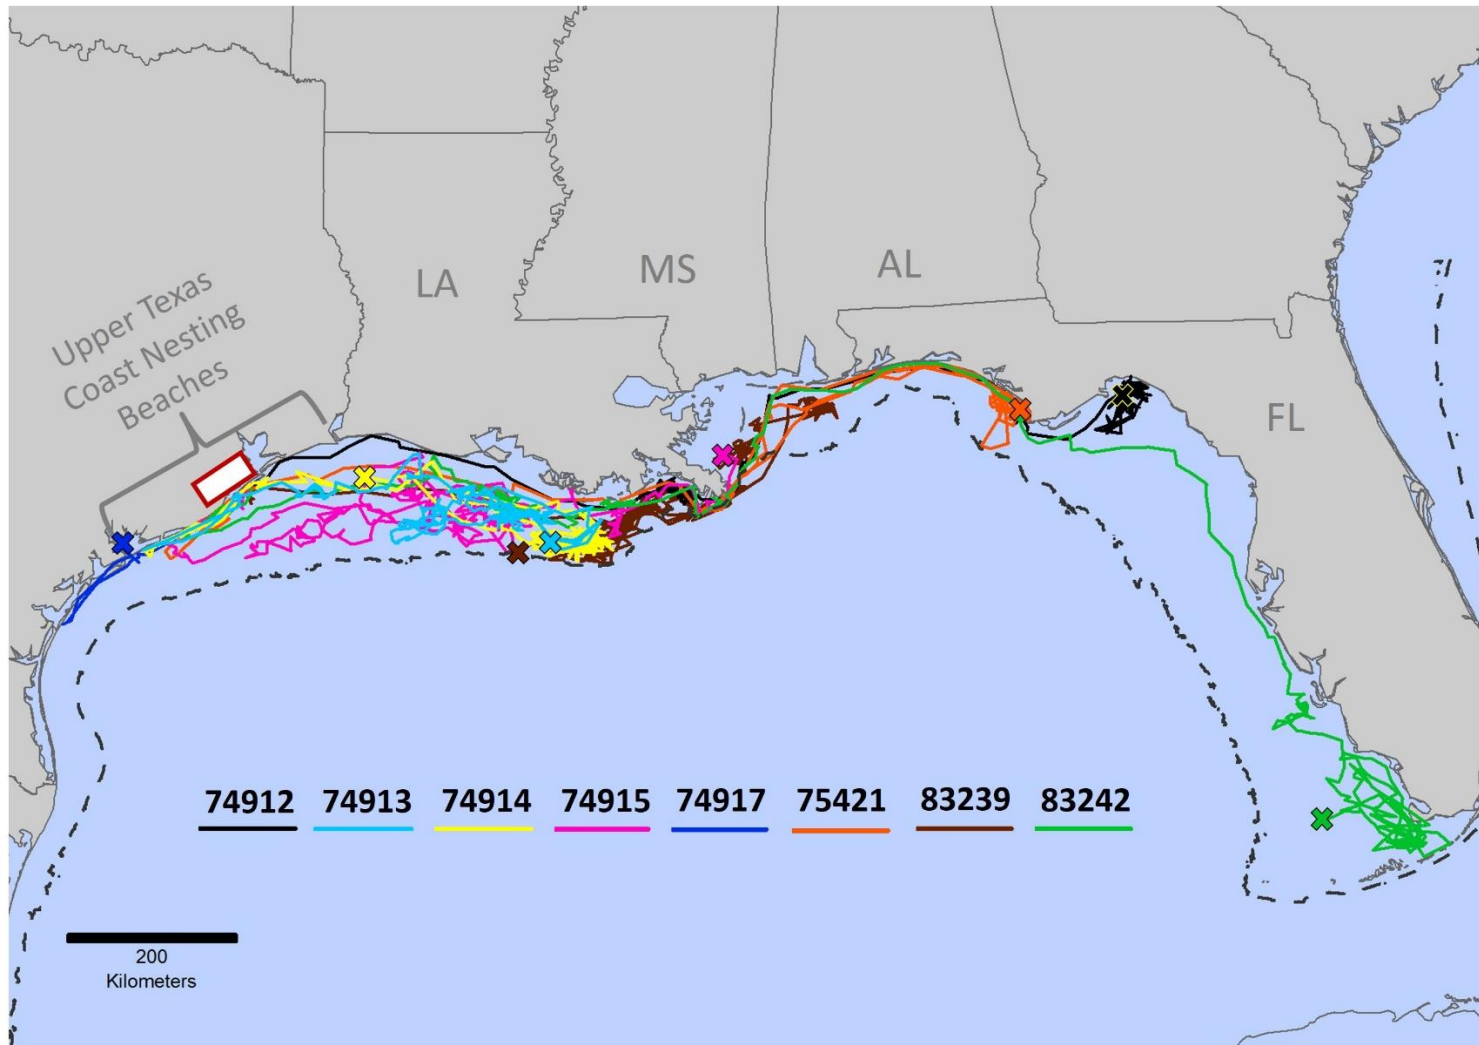 LA
MS
AL
Upper Texas
Coast Nesting
Beaches
FL
74912 74913 74914 74915 74917 75421 83239 83242
200
Kilometers